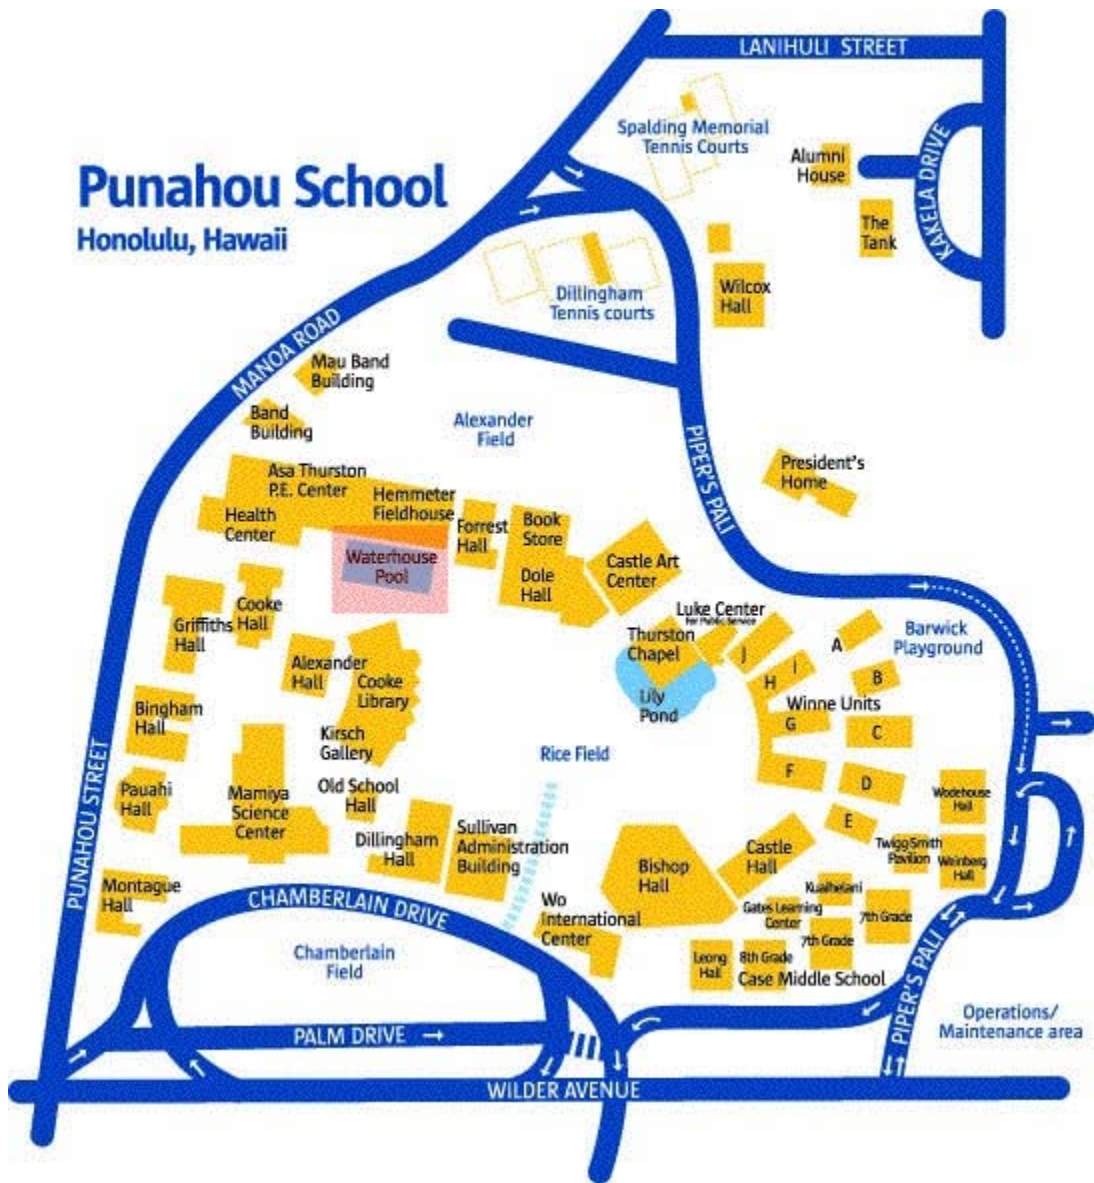 LANIHULI STREET
Spalding Memorial
Tennis Courts
Alumni
House
KAKELA DRIVE
The
Tank
Punahou School
Honolulu, Hawaii
Wilcox
Hall
Dillingham
Tennis courts
MANOA ROAD
Mau Band
Building
Band
Building
Alexander
Field
PIPER'S PALI
President's
Home
Asa Thurston
P.E. Center
Hemmeter
Fieldhouse
Health
Center
Forrest
Hall
Book
Store
Waterhouse
Pool
Dole
Hall
Castle Art
Center
Cooke
Hall
Griffiths
Hall
Luke Center
For Public Service
Thurston
Chapel
J
I
H
A
B
Barwick
Playground
Alexander
Hall
Cooke
Library
Lily
Pond
Winne Units
G
C
Bingham
Hall
Kirsch
Gallery
Rice Field
F
D
E
PUNAHOU STREET
Pauahi
Hall
Mamiya
Science
Center
Old School
Hall
Dillingham
Hall
Sullivan
Administration
Building
Wodehouse
Hall
Twigg Smith
Pavilion
Weinberg
Hall
Bishop
Hall
Castle
Hall
Kuaihelani
Gates Learning
Center
7th Grade
7th Grade
Montague
Hall
CHAMBERLAIN DRIVE
Wo
International
Center
Leong
Hall
8th Grade
Case Middle School
Chamberlain
Field
PIPER'S PALI
Operations/
Maintenance area
PALM DRIVE
WILDER AVENUE